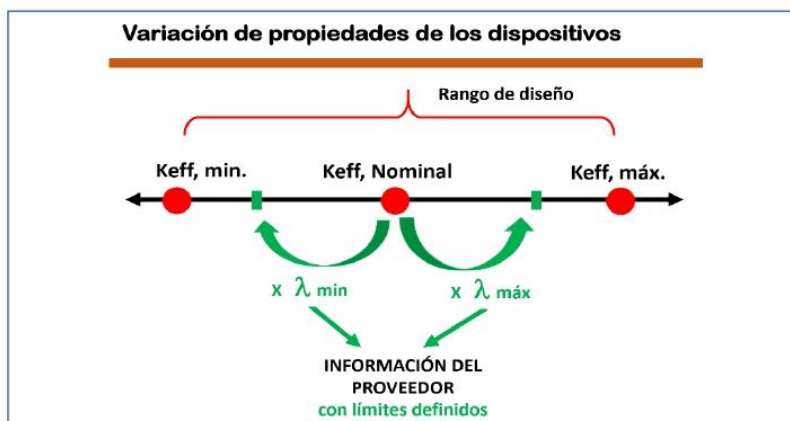 Variación de propiedades de los dispositivos
Rango de diseño
Keff, min. Keff, Nominal Keff, máx.
x λ min x λ máx
INFORMACIÓN DEL
PROVEEDOR
con límites definidos